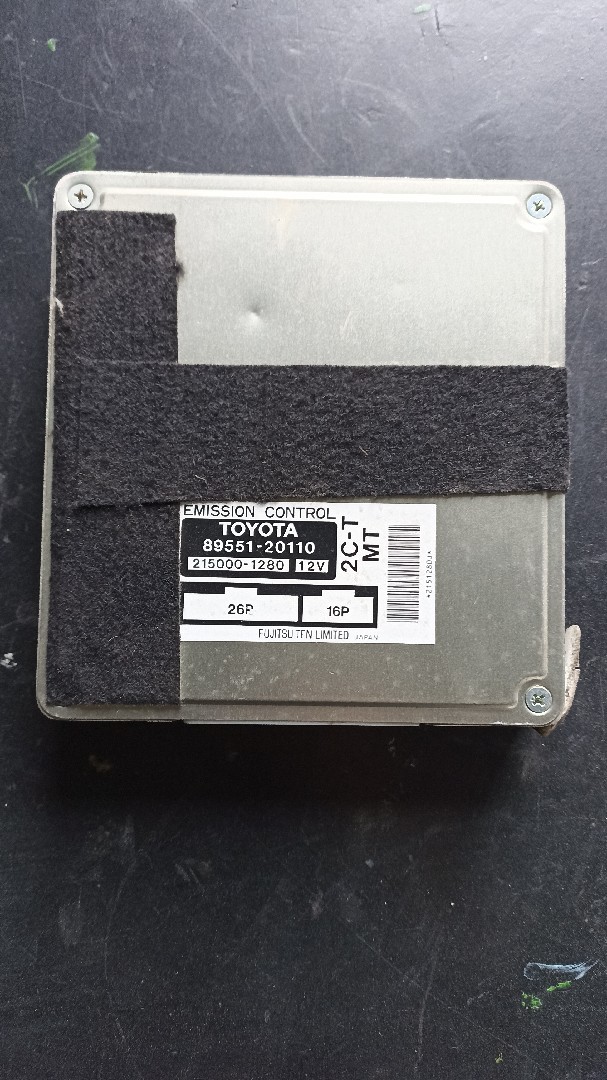 EMISSION CONTROL
TOYOTA
89551-20110
215000-1280 12V
2C-T
MT
26P 16P
FUJITSU TEN LIMITED JAPAN